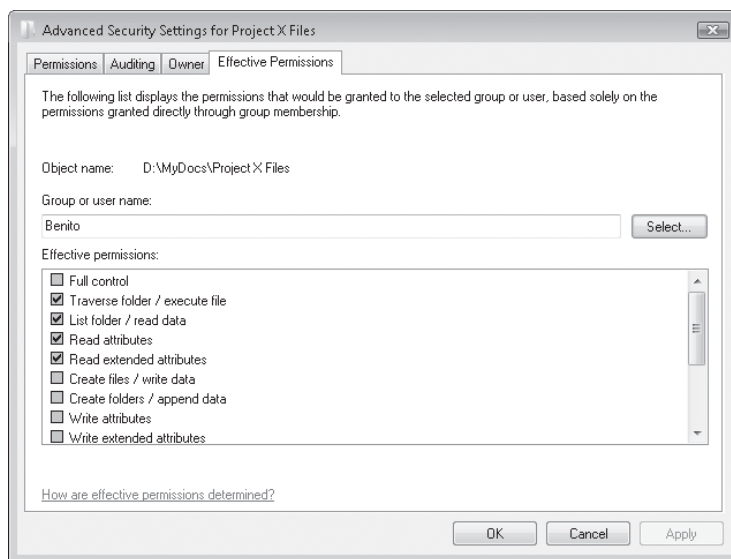 Advanced Security Settings for Project X Files
Permissions
Auditing
Owner
Effective Permissions
The following list displays the permissions that would be granted to the selected group or user, based solely on the
permissions granted directly through group membership.
Object name: D:\MyDocs\Project X Files
Group or user name:
Benito
Select...
Effective permissions:
Full control
Traverse folder / execute file
List folder / read data
Read attributes
Read extended attributes
Create files / write data
Create folders / append data
Write attributes
Write extended attributes
How are effective permissions determined?
OK
Cancel
Apply